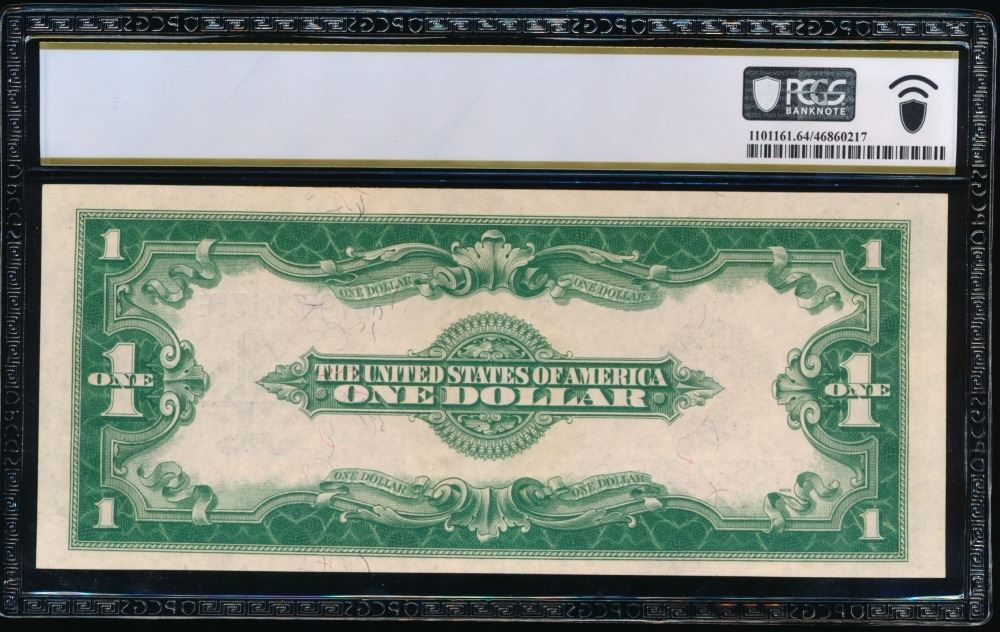 PCGS
BANKNOTE
1101161.64/46860217
1 1
ONE DOLLAR ONE DOLLAR
1 1
ONE ONE
THE UNITED STATES OF AMERICA
ONE DOLLAR
ONE DOLLAR ONE DOLLAR
1 1